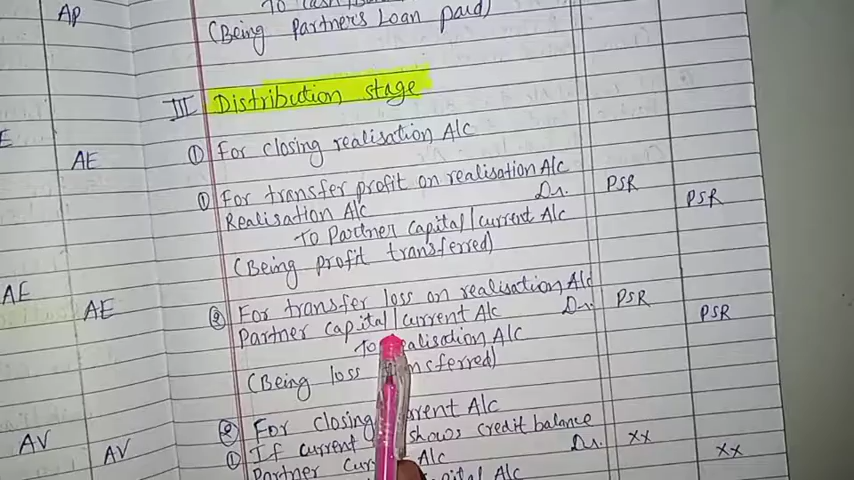 AP
To Cash
(Being Partners Loan paid)
III Distribution stage
AE
① For closing realisation A/c
① For transfer profit on realisation A/c
Realisation A/c Dr. PSR
To Partner capital/current A/c PSR
(Being profit transferred)
AE
AE
② For transfer loss on realisation A/c
Partner capital/current A/c Dr. PSR
To Realisation A/c PSR
(Being loss transferred)
② For closing A/c
① If current shows credit balance
AV
AV
Partner A/c Dr. xx
A/c xx